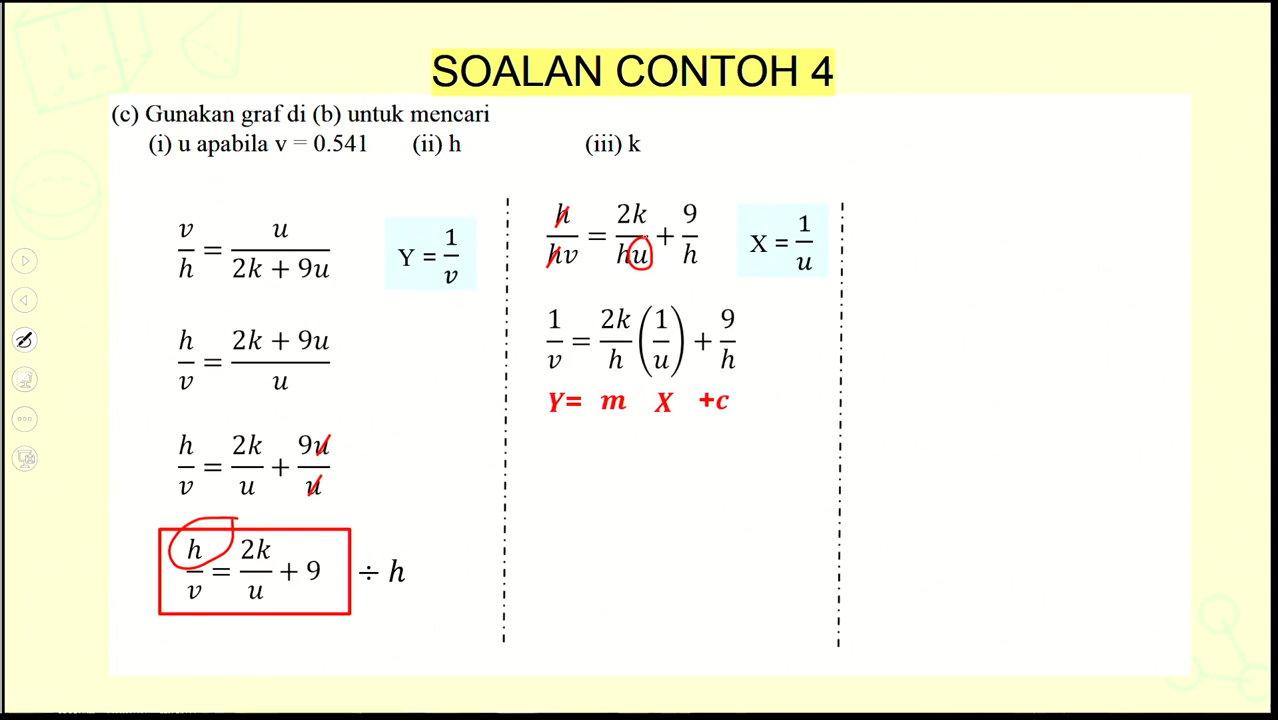 SOALAN CONTOH 4
(c) Gunakan graf di (b) untuk mencari
(i) u apabila v = 0.541 (ii) h (iii) k
v/h = u/(2k + 9u)
Y = 1/v
h/v = (2k + 9u)/u
h/v = 2k/u + 9u/u
h/v = 2k/u + 9 ÷ h
h/hv = 2k/hu + 9/h
X = 1/u
1/v = 2k/h (1/u) + 9/h
Y= m X +c